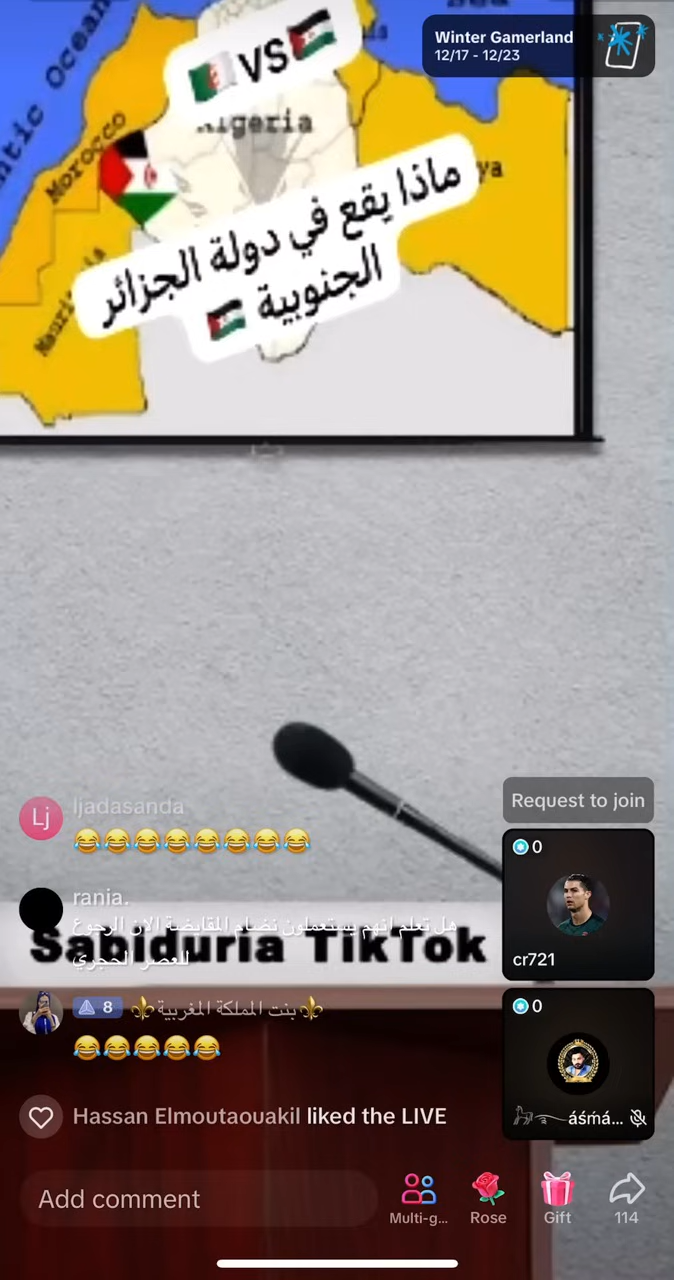 Winter Gamerland
12/17 - 12/23
VS
Algeria
ماذا يقع في دولة الجزائر
الجنوبية
Morocco
ya
Request to join
0
cr721
0
Lj
ljadasanda
😂😂😂😂😂😂😂😂
rania.
هل تعلم انهم يستعملون نضام المقايضة الان الرجوع
للعصر الحجري
Sabiduria TikTok
8 ⚜️بنت المملكة المغربية⚜️
😂😂😂😂😂
áśḿá...
Hassan Elmoutaouakil liked the LIVE
Add comment
Multi-g...
Rose
Gift
114